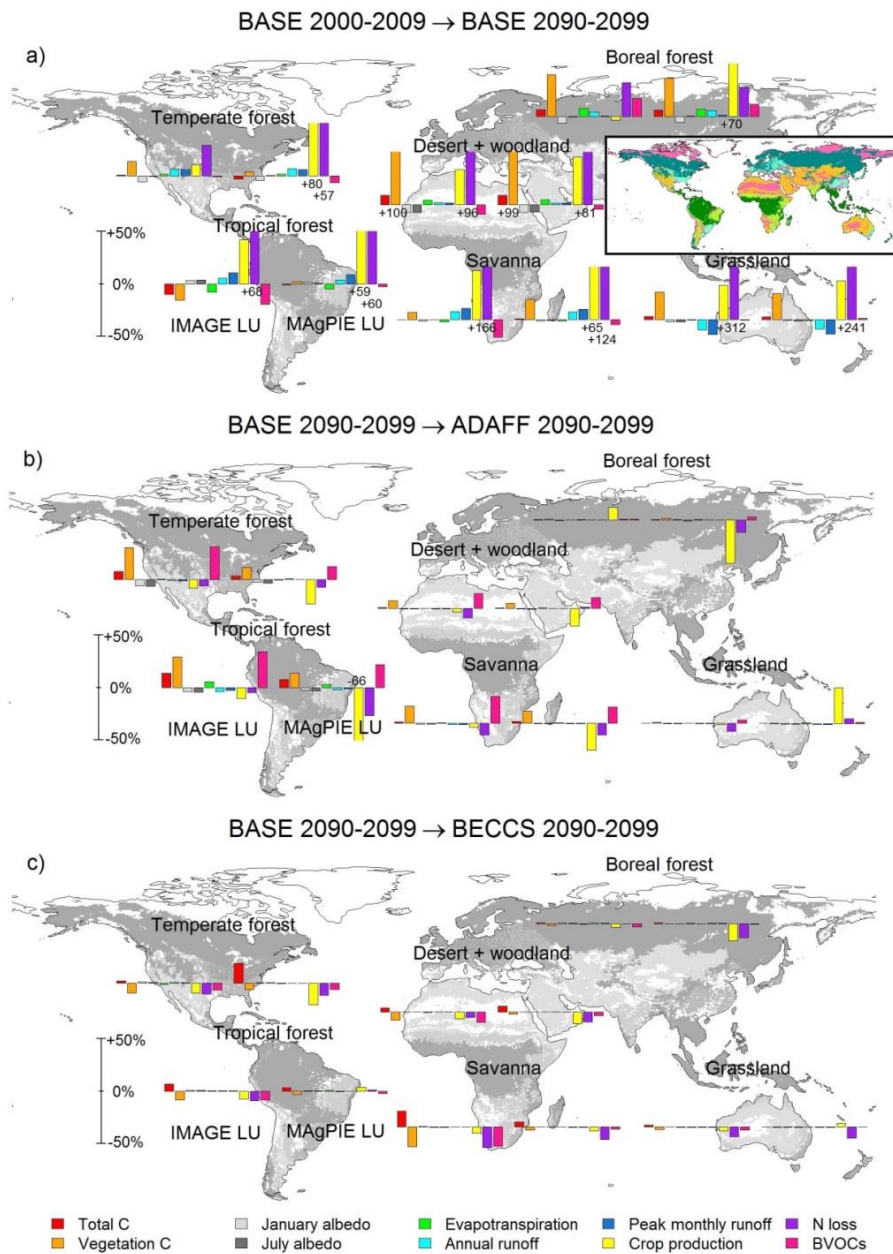 BASE 2000-2009 → BASE 2090-2099
a)
Boreal forest
Temperate forest
+70
Desert + woodland
+80
+57
+100
+96
+99
+81
Tropical forest
+50%
Savanna
Grassland
0%
+68
+59
+60
-50%
IMAGE LU
MAgPIE LU
+166
+65
+124
+312
+241
BASE 2090-2099 → ADAFF 2090-2099
b)
Boreal forest
Temperate forest
Desert + woodland
Tropical forest
+50%
-66
Savanna
Grassland
0%
IMAGE LU
MAgPIE LU
-50%
BASE 2090-2099 → BECCS 2090-2099
c)
Boreal forest
Temperate forest
Desert + woodland
Tropical forest
+50%
Savanna
Grassland
0%
IMAGE LU
MAgPIE LU
-50%
Total C
January albedo
Evapotranspiration
Peak monthly runoff
N loss
Vegetation C
July albedo
Annual runoff
Crop production
BVOCs